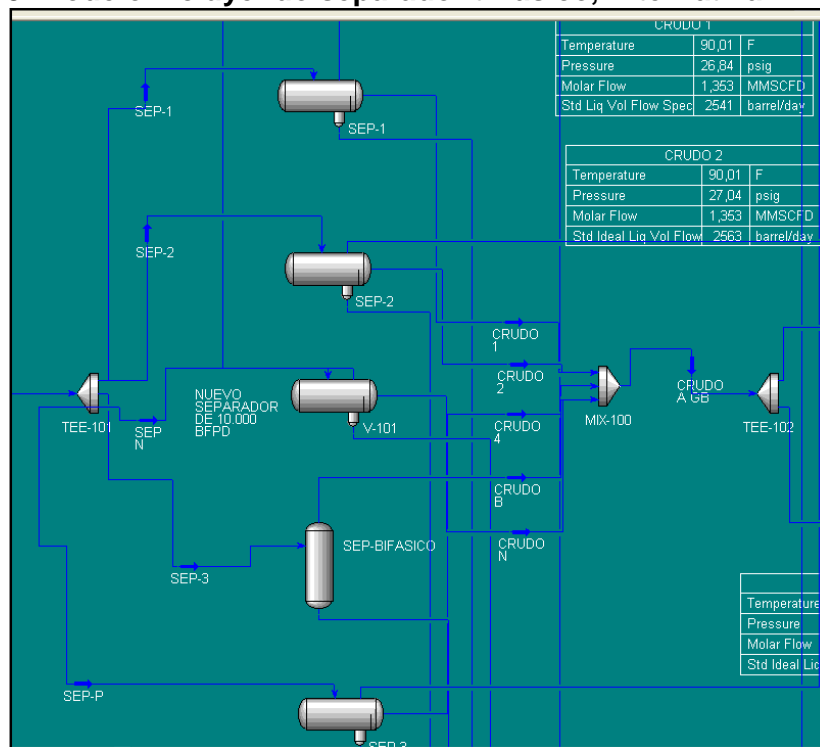 CRUDO 1
Temperature 90,01 F
Pressure 26,84 psig
Molar Flow 1,353 MMSCFD
Std Liq Vol Flow Spec 2541 barrel/day
SEP-1
SEP-1
CRUDO 2
Temperature 90,01 F
Pressure 27,04 psig
Molar Flow 1,353 MMSCFD
Std Ideal Liq Vol Flow 2563 barrel/day
SEP-2
SEP-2
CRUDO
1
CRUDO
2
CRUDO
A GB
NUEVO
SEPARADOR
DE 10.000
BFPD
TEE-101
SEP
N
V-101
CRUDO
4
MIX-100
TEE-102
CRUDO
B
SEP-BIFASICO
CRUDO
N
SEP-3
Temperature
Pressure
Molar Flow
Std Ideal Liq
SEP-P
SEP-3